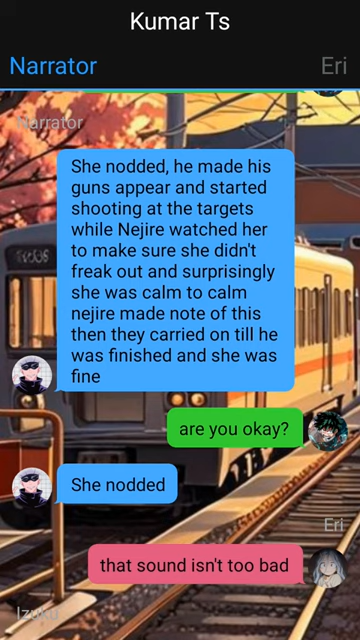 Kumar Ts
Narrator
Eri
Narrator
She nodded, he made his
guns appear and started
shooting at the targets
while Nejire watched her
to make sure she didn't
freak out and surprisingly
she was calm to calm
nejire made note of this
then they carried on till he
was finished and she was
fine
are you okay?
She nodded
Eri
that sound isn't too bad
Izuku